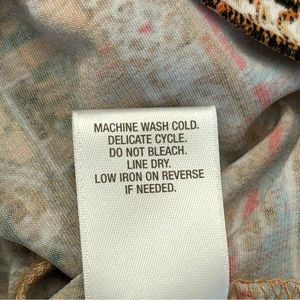 MACHINE WASH COLD.
DELICATE CYCLE.
DO NOT BLEACH.
LINE DRY.
LOW IRON ON REVERSE
IF NEEDED.